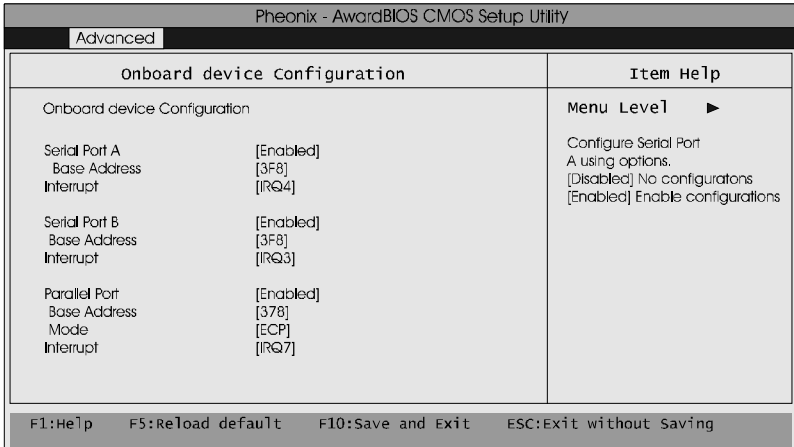 Pheonix - AwardBIOS CMOS Setup Utility
Advanced
Onboard device Configuration
Item Help
Onboard device Configuration
Serial Port A [Enabled]
Base Address [3F8]
Interrupt [IRQ4]
Serial Port B [Enabled]
Base Address [3F8]
Interrupt [IRQ3]
Parallel Port [Enabled]
Base Address [378]
Mode [ECP]
Interrupt [IRQ7]
Menu Level ►
Configure Serial Port
A using options.
[Disabled] No configuratons
[Enabled] Enable configurations
F1:Help F5:Reload default F10:Save and Exit ESC:Exit without Saving